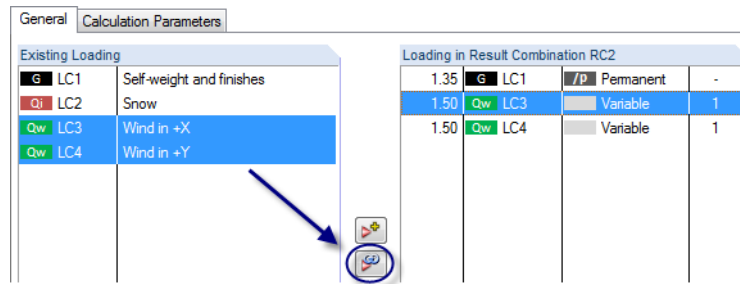 General Calculation Parameters
Existing Loading Loading in Result Combination RC2
G LC1 Self-weight and finishes 1.35 G LC1 /p Permanent -
Qi LC2 Snow 1.50 Qw LC3 Variable 1
Qw LC3 Wind in +X 1.50 Qw LC4 Variable 1
Qw LC4 Wind in +Y